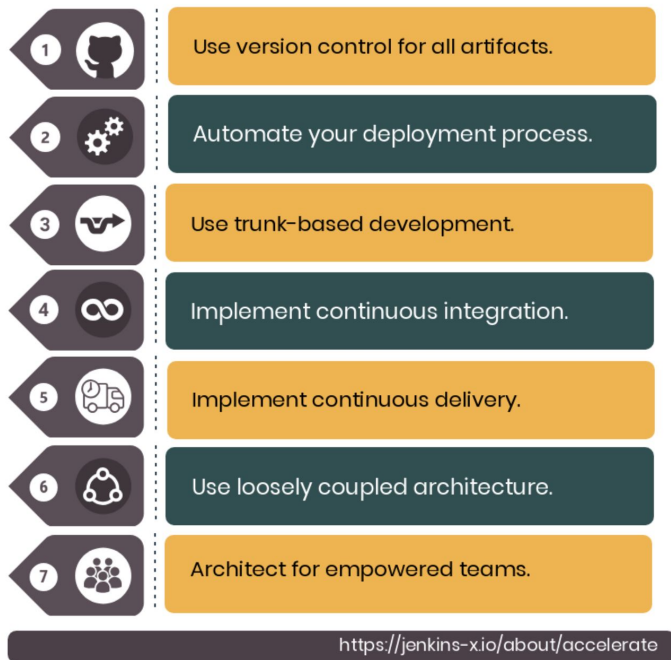 1
Use version control for all artifacts.
2
Automate your deployment process.
3
Use trunk-based development.
4
Implement continuous integration.
5
Implement continuous delivery.
6
Use loosely coupled architecture.
7
Architect for empowered teams.
https://jenkins-x.io/about/accelerate